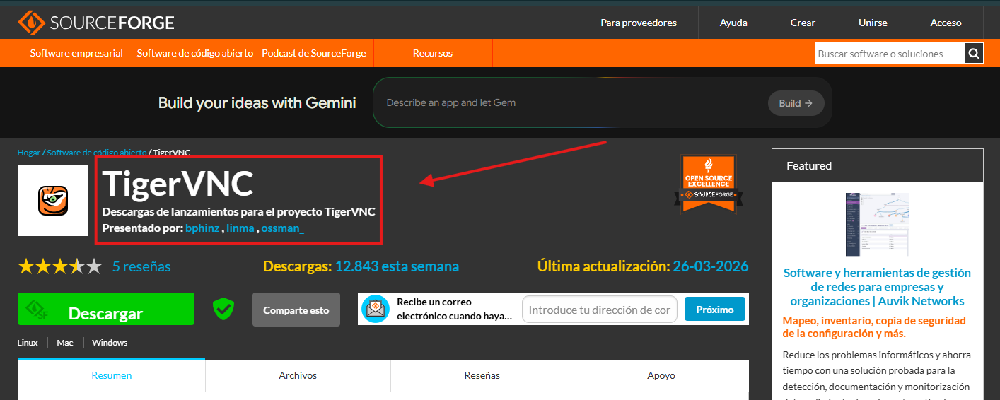 SOURCEFORGE
Para proveedores
Ayuda
Crear
Unirse
Acceso
Software empresarial
Software de código abierto
Podcast de SourceForge
Recursos
Buscar software o soluciones
Build your ideas with Gemini
Describe an app and let Gem
Build →
Hogar / Software de código abierto / TigerVNC
TigerVNC
Descargas de lanzamientos para el proyecto TigerVNC
Presentado por: bphinz , linma , ossman_
OPEN SOURCE
EXCELLENCE
SOURCEFORGE
5 reseñas
Descargas: 12.843 esta semana
Última actualización: 26-03-2026
SF
Descargar
Comparte esto
Recibe un correo
electrónico cuando haya...
Introduce tu dirección de cor
Próximo
Linux
Mac
Windows
Resumen
Archivos
Reseñas
Apoyo
Featured
Software y herramientas de gestión
de redes para empresas y
organizaciones | Auvik Networks
Mapeo, inventario, copia de seguridad
de la configuración y más.
Reduce los problemas informáticos y ahorra
tiempo con una solución probada para la
detección, documentación y monitorización